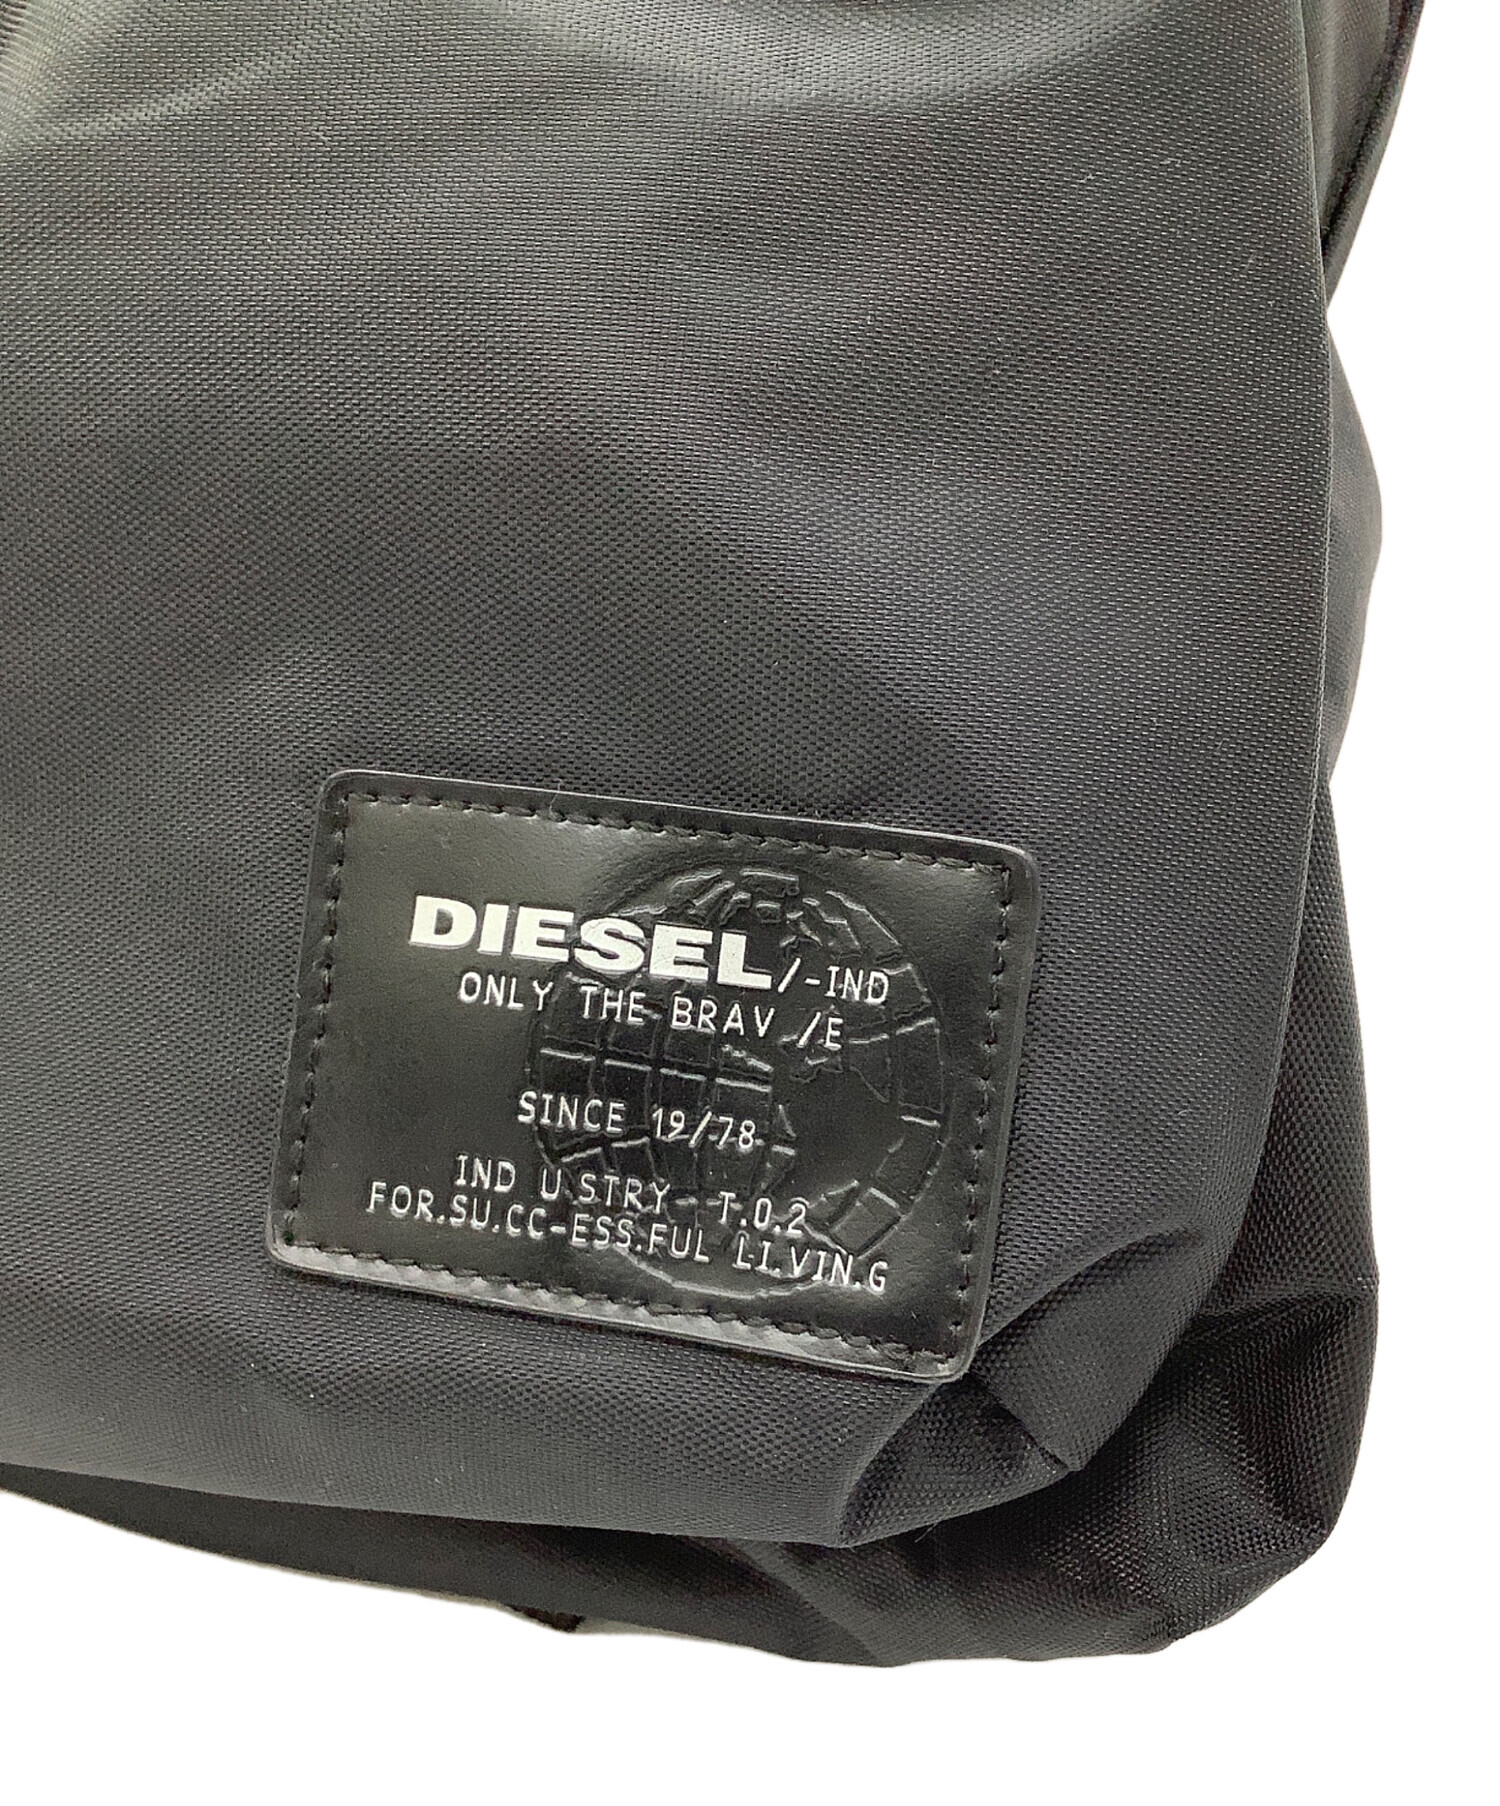 DIESEL/-IND
ONLY THE BRAV /E
SINCE 19/78
IND U.STRY T.0.2
FOR.SU.CC-ESS.FUL LI.VIN.G